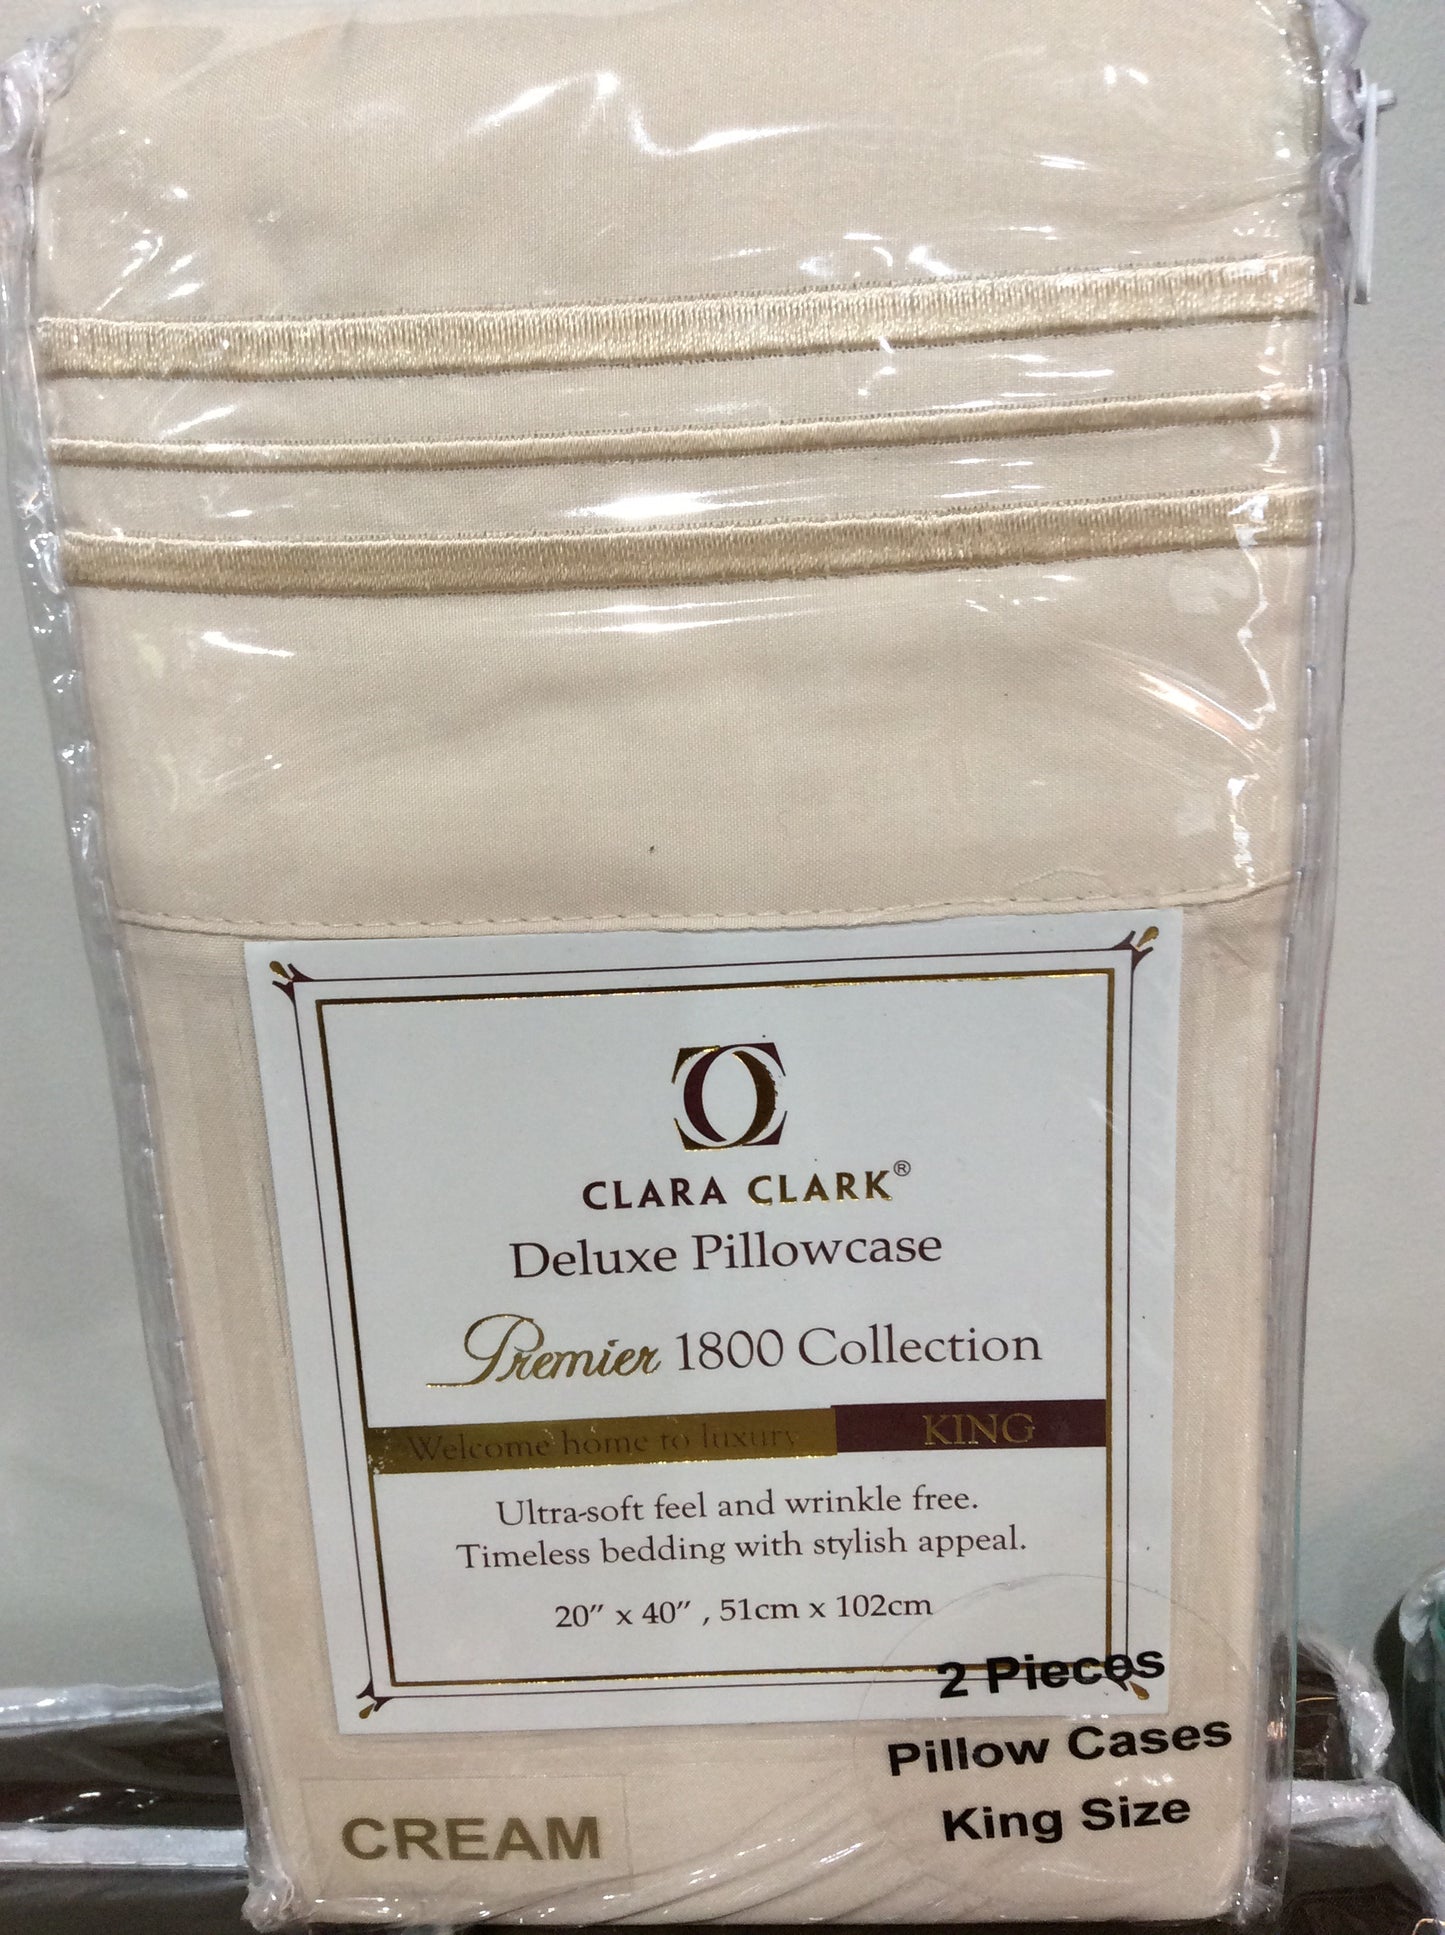 CLARA CLARK®
Deluxe Pillowcase
Premier 1800 Collection
Welcome home to luxury KING
Ultra-soft feel and wrinkle free.
Timeless bedding with stylish appeal.
20" x 40" , 51cm x 102cm
2 Pieces
Pillow Cases
King Size
CREAM